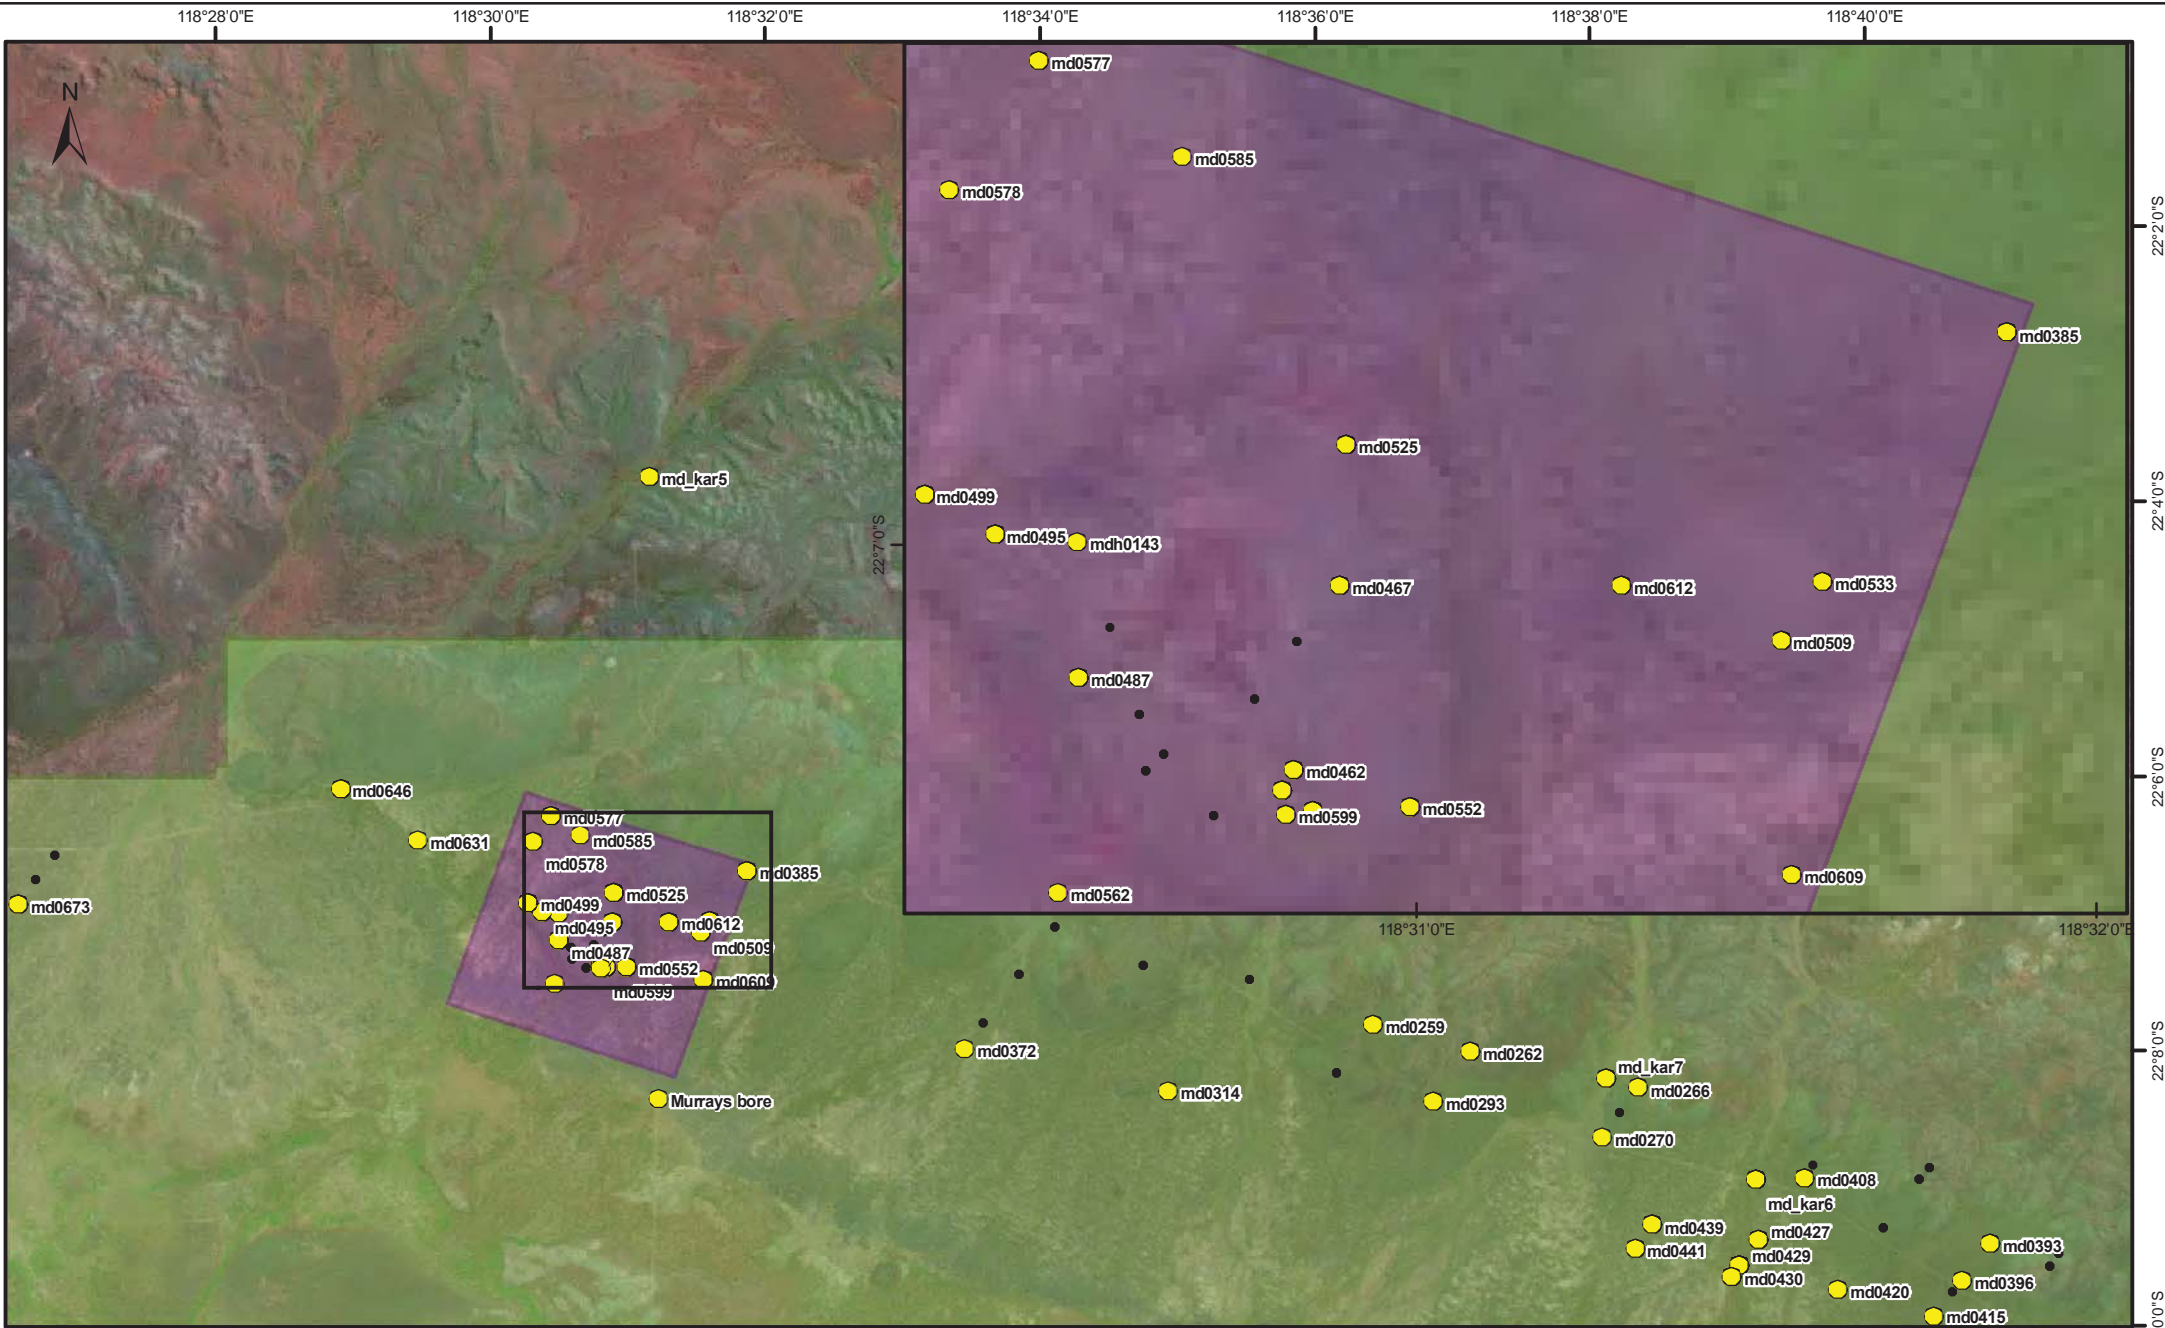 118°28'0"E
118°30'0"E
118°32'0"E
118°34'0"E
118°36'0"E
118°38'0"E
118°40'0"E
N
md0577
md0585
md0578
22°2'0"S
md0385
md0525
md_kar5
md0499
22°4'0"S
md0495
mdh0143
22°7'0"S
md0467
md0612
md0533
md0509
md0487
md0462
22°6'0"S
md0552
md0599
md0646
md0577
md0631
md0585
md0578
md0385
md0609
md0525
md0562
md0499
md0673
md0495
md0612
118°31'0"E
118°32'0"E
md0509
md0487
md0552
md0609
md0599
md0259
md0372
md0262
22°8'0"S
md_kar7
md0266
md0314
Murrays bore
md0293
md0270
md0408
md_kar6
md0439
md0427
md0441
md0393
md0429
md0430
md0396
md0420
0'0"S
md0415